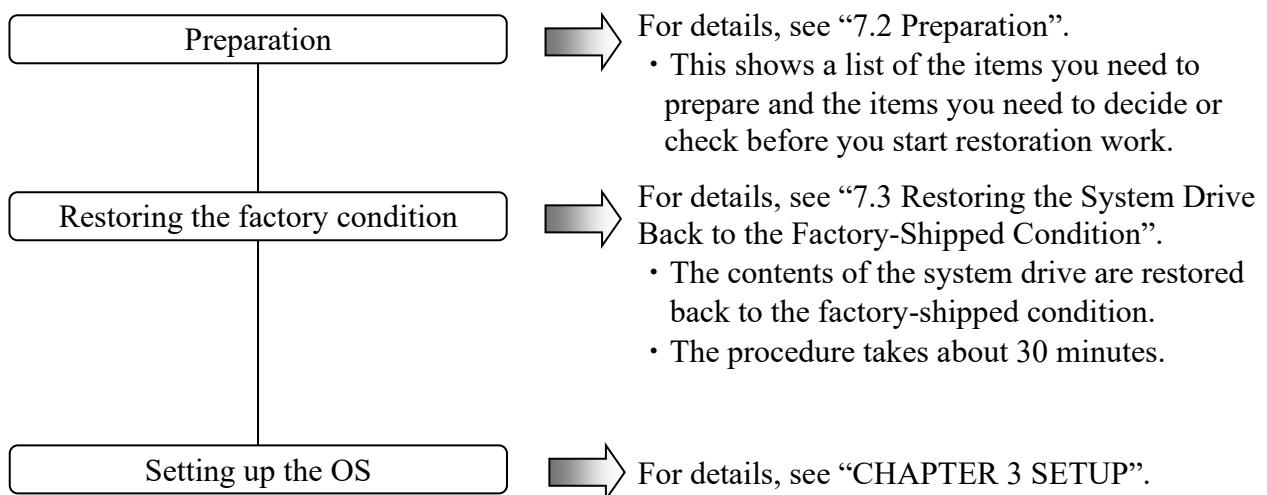 Preparation
For details, see “7.2 Preparation”.
・This shows a list of the items you need to
prepare and the items you need to decide or
check before you start restoration work.
Restoring the factory condition
For details, see “7.3 Restoring the System Drive
Back to the Factory-Shipped Condition”.
・The contents of the system drive are restored
back to the factory-shipped condition.
・The procedure takes about 30 minutes.
Setting up the OS
For details, see “CHAPTER 3 SETUP”.